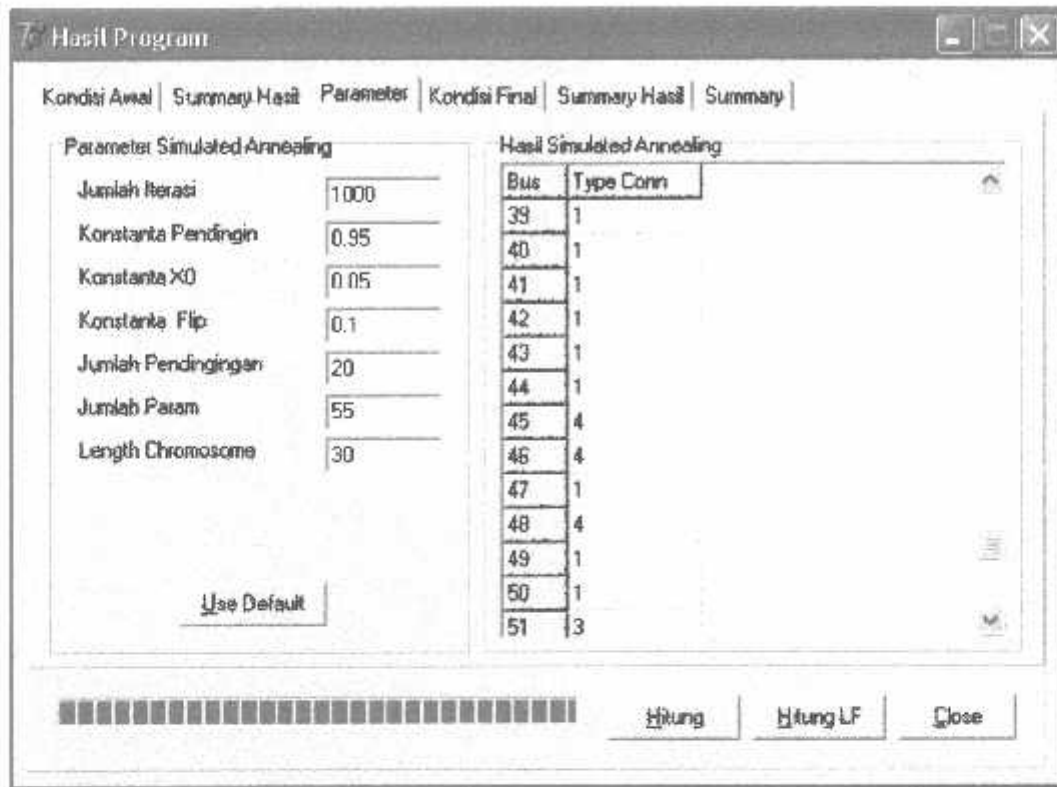 Hasil Program
Kondisi Awal Summary Hasil Parameter Kondisi Final Summary Hasil Summary
Parameter Simulated Annealing
Jumlah Iterasi 1000
Konstanta Pendingin 0.95
Konstanta X0 0.05
Konstanta Flip 0.1
Jumlah Pendingingan 20
Jumlah Param 55
Length Chromosome 30
Use Default
Hasil Simulated Annealing
Bus Type Conn
39 1
40 1
41 1
42 1
43 1
44 1
45 4
46 4
47 1
48 4
49 1
50 1
51 3
Hitung Hitung LF Close